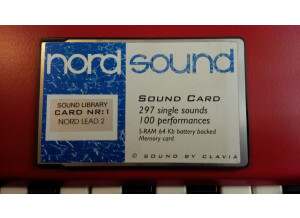 nord sound
SOUND LIBRARY
CARD NR:1
NORD LEAD 2
SOUND CARD
297 single sounds
100 performances
S-RAM 64 Kb battery backed
Memory card
© SOUND BY CLAVIA